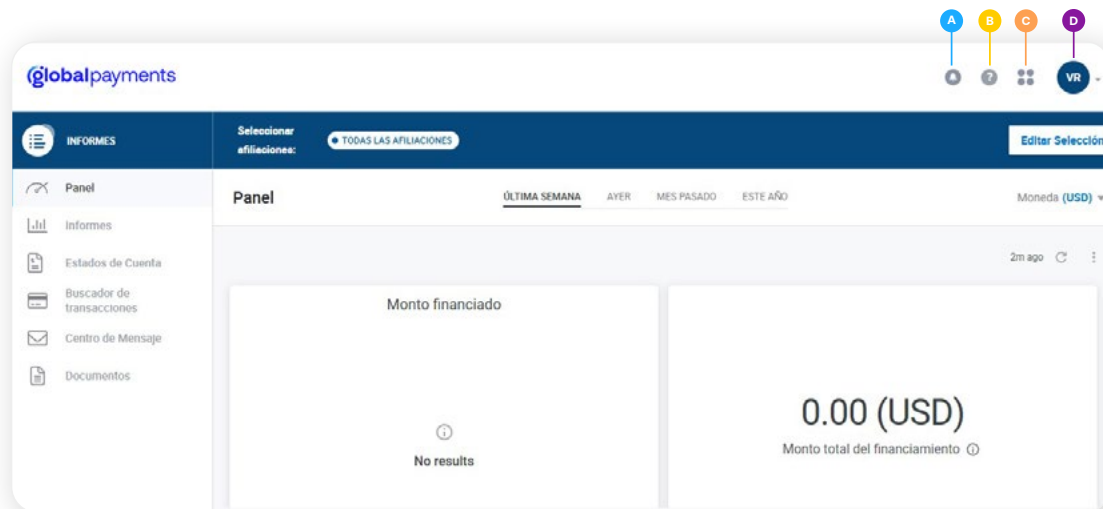 A B C D
globalpayments
?
VR
INFORMES
Seleccionar
afiliaciones:
TODAS LAS AFILIACIONES
Editar Selección
Panel
Informes
Estados de Cuenta
Buscador de
transacciones
Centro de Mensaje
Documentos
Panel
ÚLTIMA SEMANA AYER MES PASADO ESTE AÑO
Moneda (USD)
2m ago
Monto financiado
No results
0.00 (USD)
Monto total del financiamiento